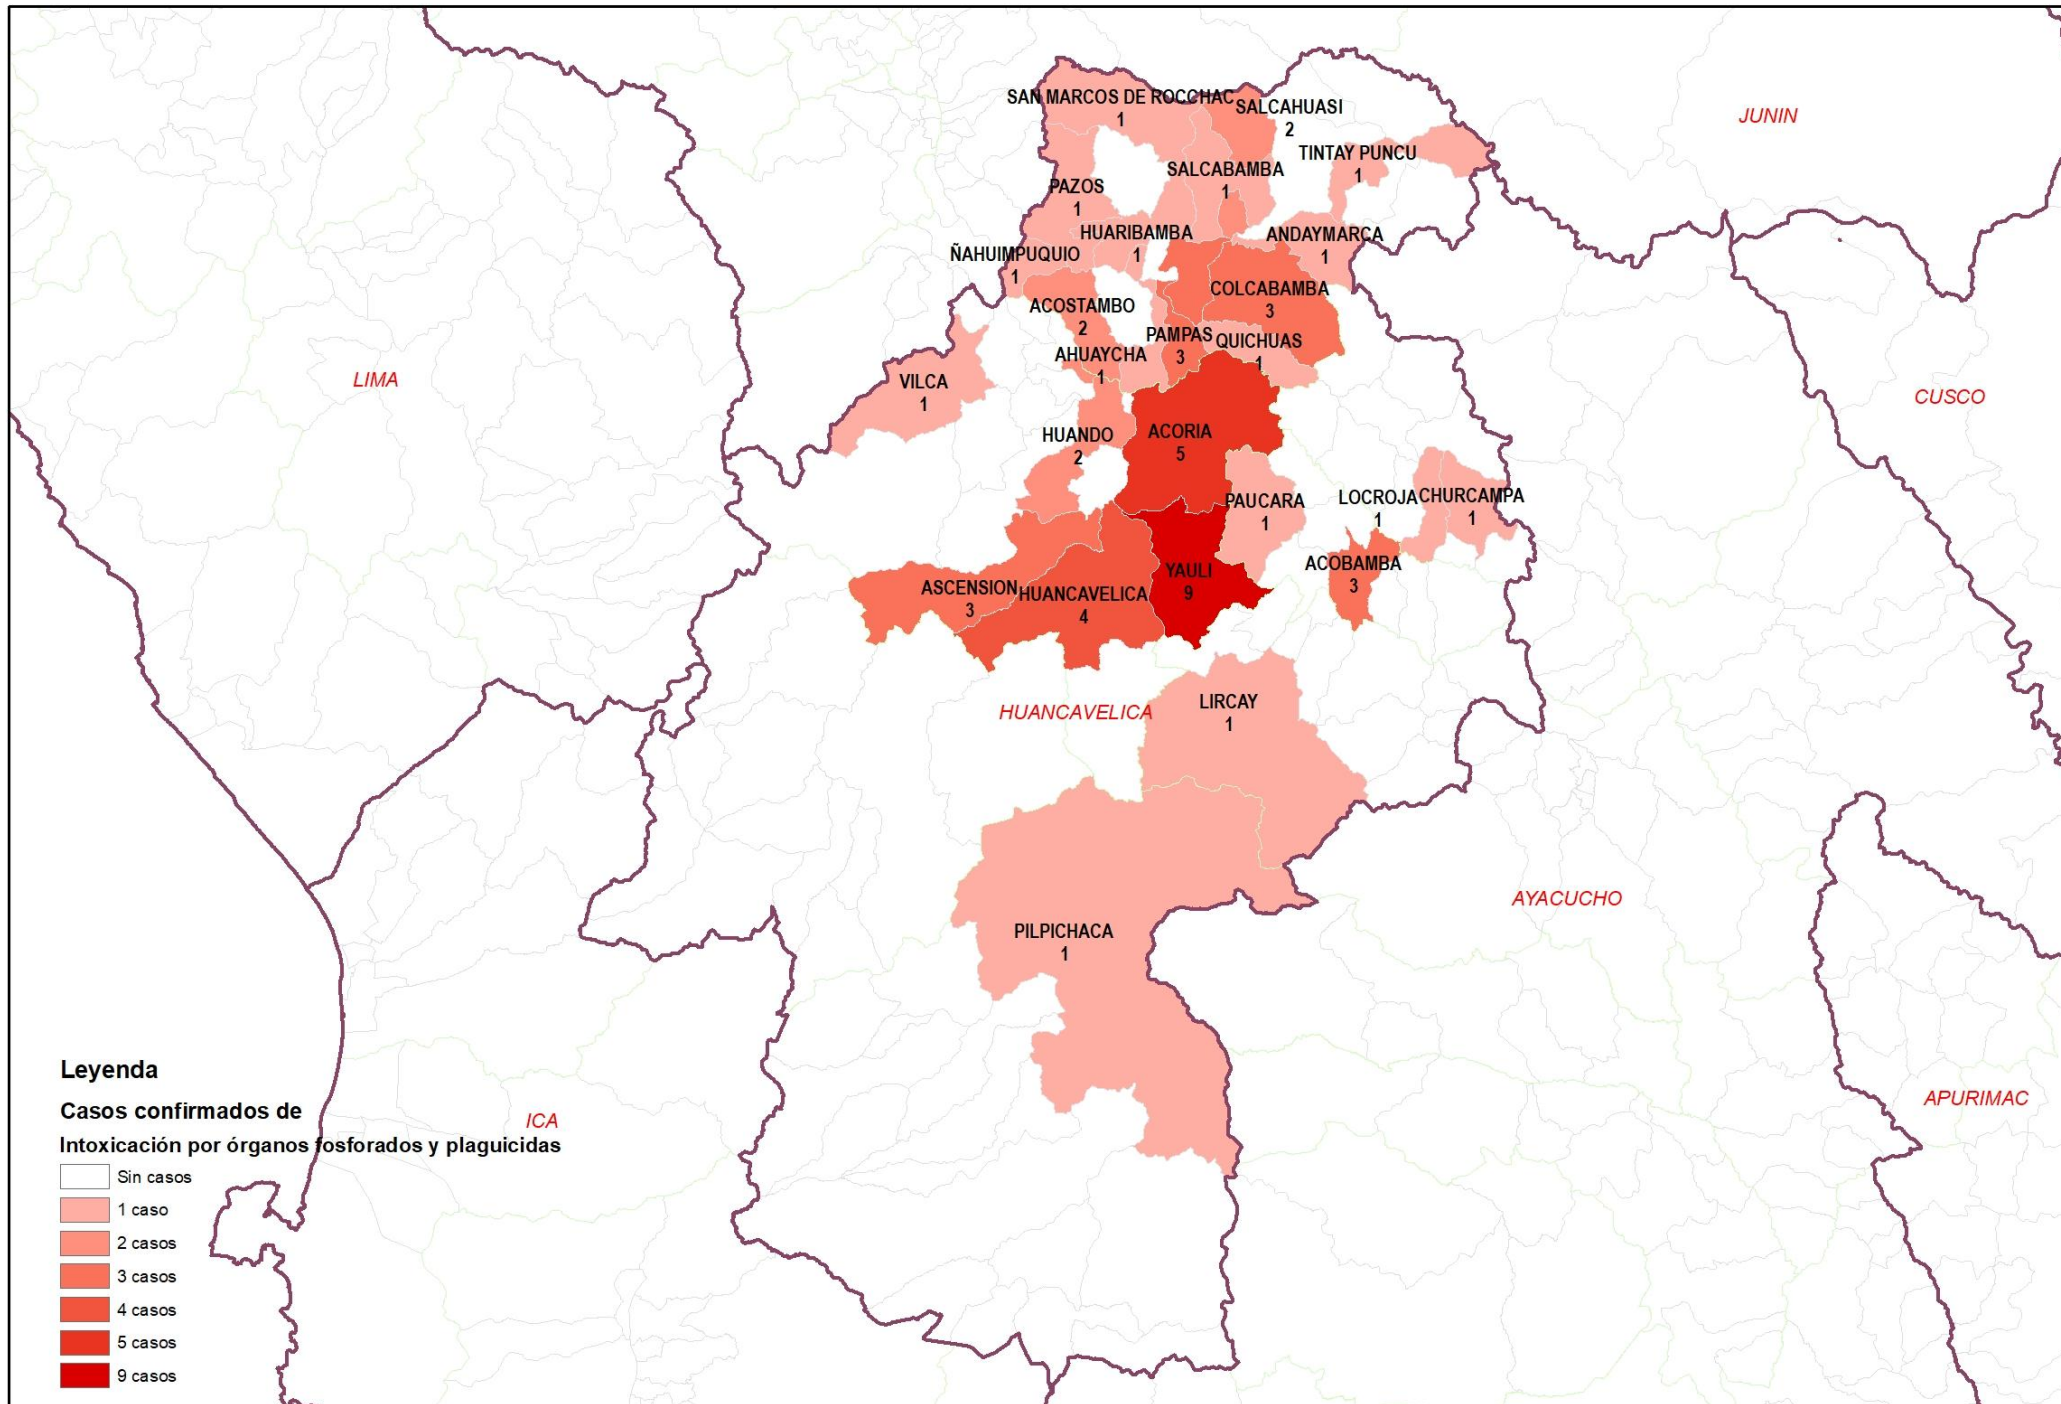 SAN MARCOS DE ROCCHAC
1
SALCAHUASI
2
JUNIN
TINTAY PUNCU
1
SALCABAMBA
1
PAZOS
1
HUARIBAMBA
1
ANDAYMARCA
1
ÑAHUIMPUQUIO
1
COLCABAMBA
3
ACOSTAMBO
2
PAMPAS
3
QUICHUAS
1
AHUAYCHA
1
LIMA
VILCA
1
CUSCO
HUANDO
2
ACORIA
5
PAUCARA
1
LOCROJA
1
CHURCAMPA
1
ACOBAMBA
3
YAULI
9
ASCENSION
3
HUANCAVELICA
4
LIRCAY
1
HUANCAVELICA
AYACUCHO
PILPICHACA
1
APURIMAC
ICA
Leyenda
Casos confirmados de
Intoxicación por órganos fosforados y plaguicidas
Sin casos
1 caso
2 casos
3 casos
4 casos
5 casos
9 casos